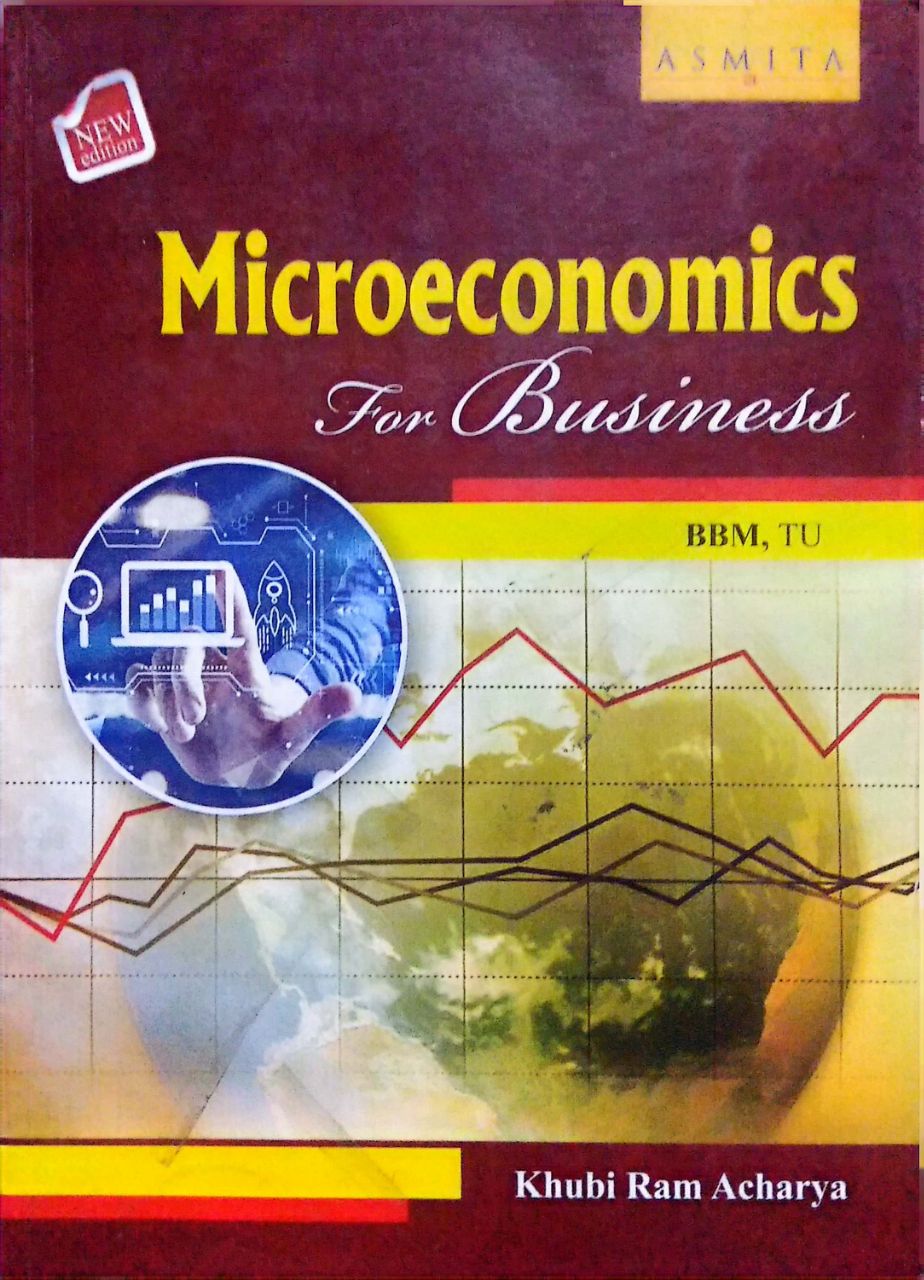 ASMITA
NEW
edition
Microeconomics
For Business
BBM, TU
Khubi Ram Acharya